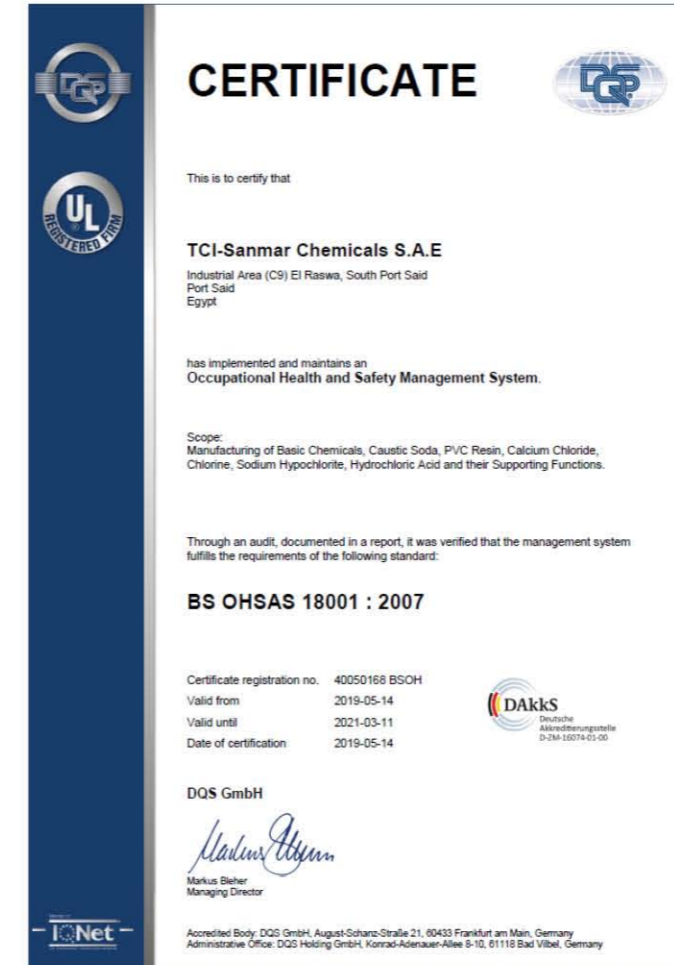 DQS
CERTIFICATE
DQS
UL
®
REGISTERED FIRM
This is to certify that
TCI-Sanmar Chemicals S.A.E
Industrial Area (C9) El Raswa, South Port Said
Port Said
Egypt
has implemented and maintains an
Occupational Health and Safety Management System.
Scope:
Manufacturing of Basic Chemicals, Caustic Soda, PVC Resin, Calcium Chloride,
Chlorine, Sodium Hypochlorite, Hydrochloric Acid and their Supporting Functions.
Through an audit, documented in a report, it was verified that the management system
fulfills the requirements of the following standard:
BS OHSAS 18001 : 2007
Certificate registration no. 40050168 BSOH
Valid from 2019-05-14
Valid until 2021-03-11
Date of certification 2019-05-14
DAkkS
Deutsche
Akkreditierungsstelle
D-ZM-16074-01-00
DQS GmbH
Markus Bleher
Managing Director
IQNet
Accredited Body: DQS GmbH, August-Schanz-Straße 21, 60433 Frankfurt am Main, Germany
Administrative Office: DQS Holding GmbH, Konrad-Adenauer-Allee 8-10, 61118 Bad Vilbel, Germany